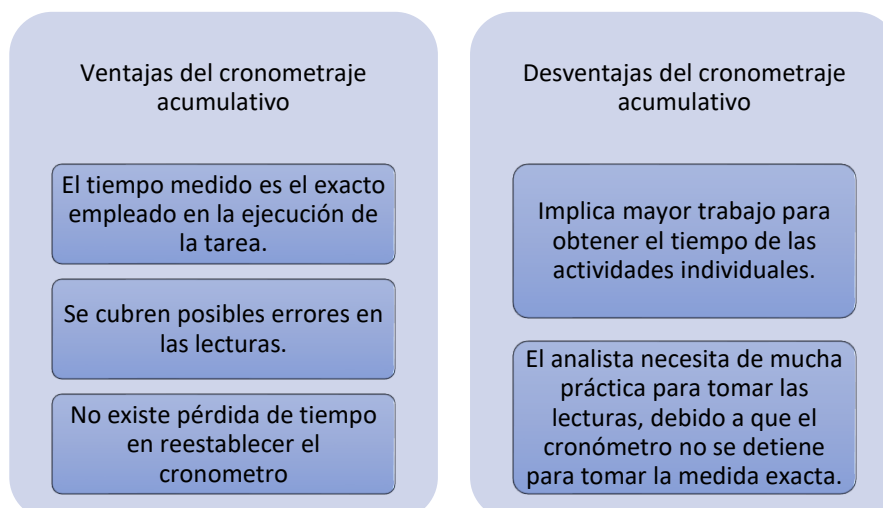 Ventajas del cronometraje
acumulativo
El tiempo medido es el exacto
empleado en la ejecución de
la tarea.
Se cubren posibles errores en
las lecturas.
No existe pérdida de tiempo
en reestablecer el
cronometro
Desventajas del cronometraje
acumulativo
Implica mayor trabajo para
obtener el tiempo de las
actividades individuales.
El analista necesita de mucha
práctica para tomar las
lecturas, debido a que el
cronómetro no se detiene
para tomar la medida exacta.